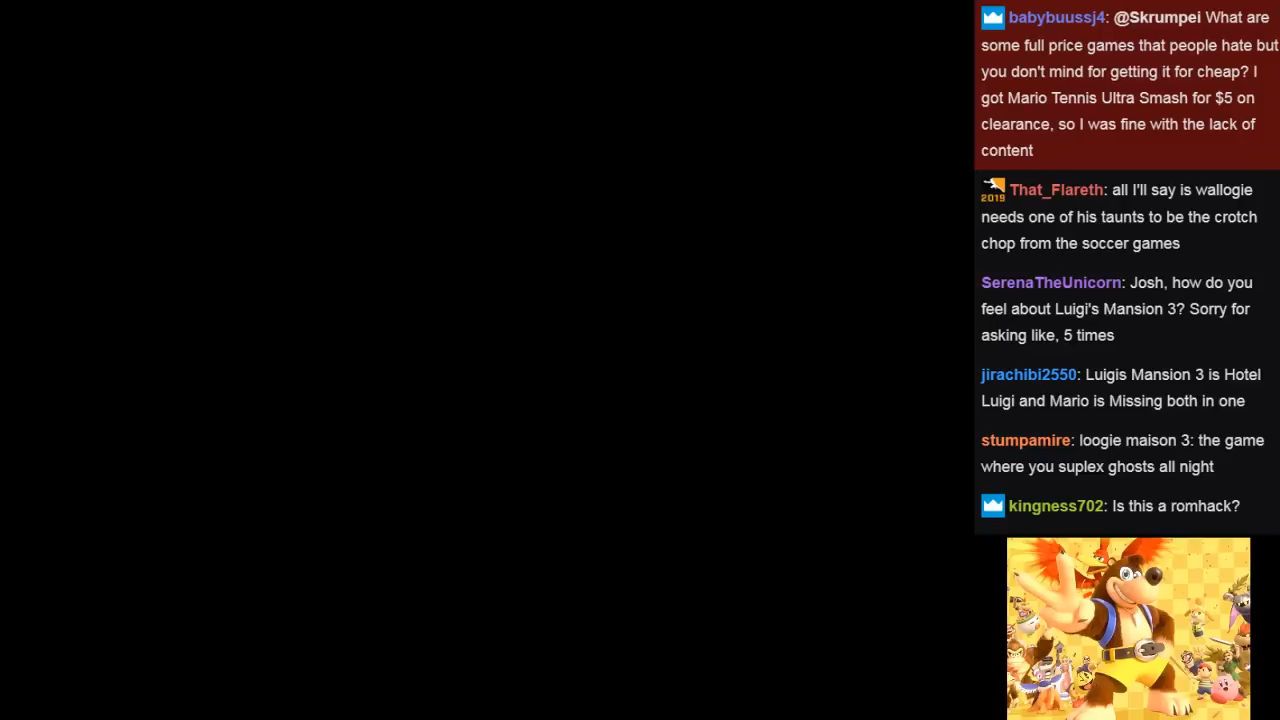 babybuussj4: @Skrumpei What are
some full price games that people hate but
you don't mind for getting it for cheap? I
got Mario Tennis Ultra Smash for $5 on
clearance, so I was fine with the lack of
content
2019 That_Flareth: all I'll say is wallogie
needs one of his taunts to be the crotch
chop from the soccer games
SerenaTheUnicorn: Josh, how do you
feel about Luigi's Mansion 3? Sorry for
asking like, 5 times
jirachibi2550: Luigis Mansion 3 is Hotel
Luigi and Mario is Missing both in one
stumpamire: loogie maison 3: the game
where you suplex ghosts all night
kingness702: Is this a romhack?